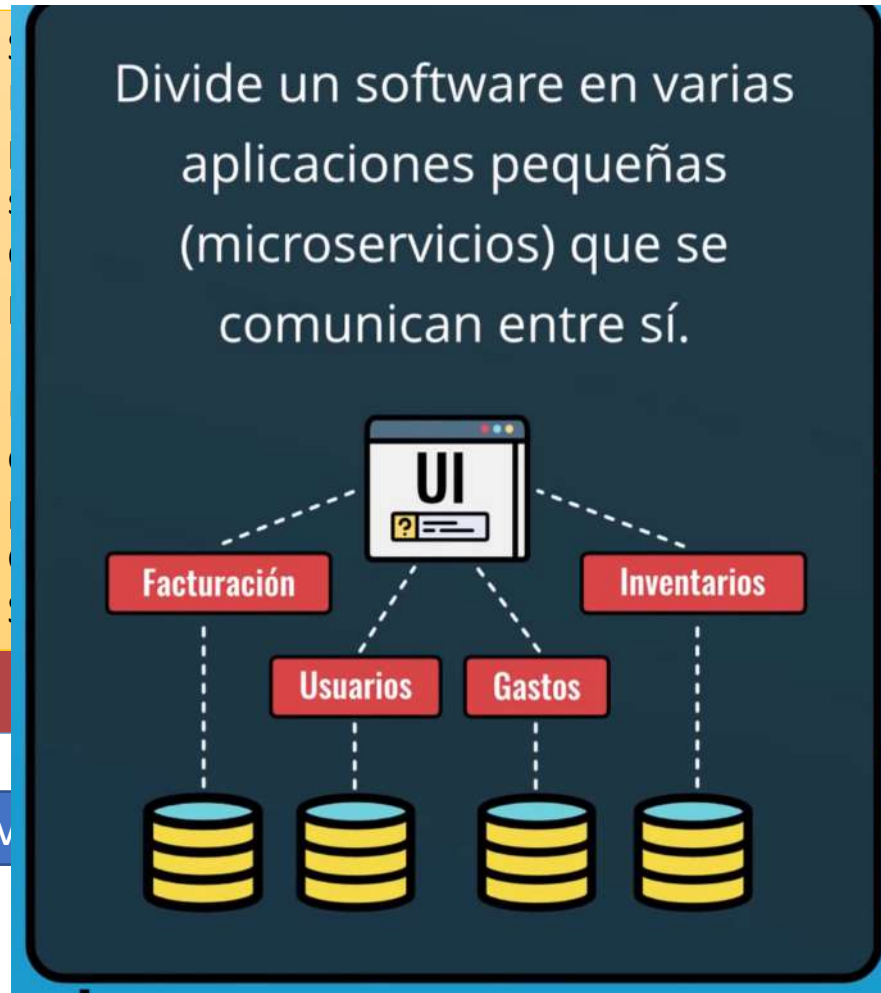 Divide un software en varias
aplicaciones pequeñas
(microservicios) que se
comunican entre sí.
UI
?
Facturación
Inventarios
Usuarios
Gastos